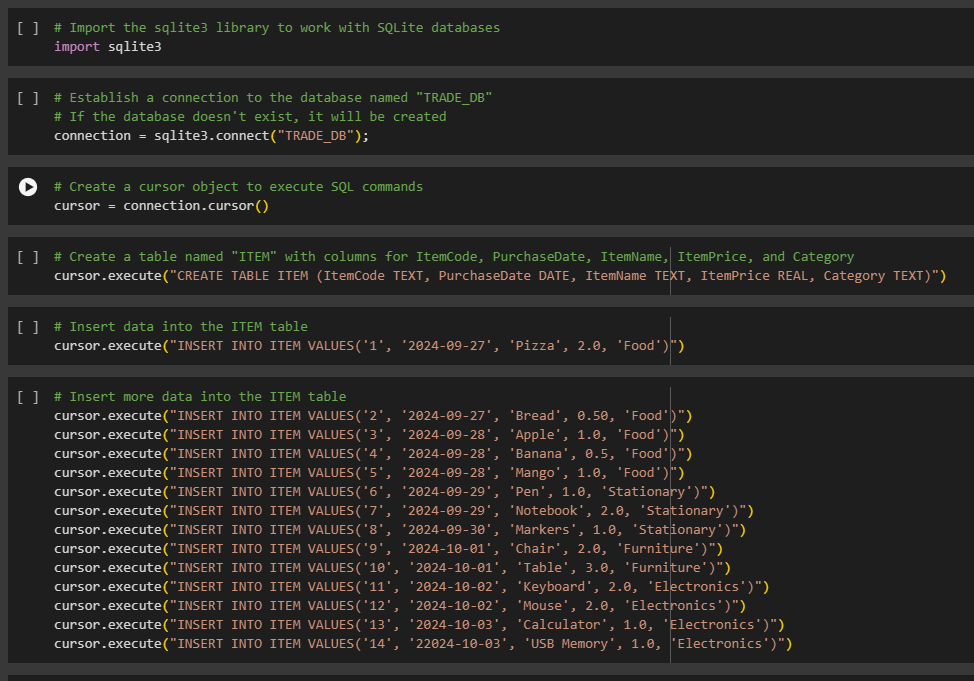 [ ] # Import the sqlite3 library to work with SQLite databases
import sqlite3
[ ] # Establish a connection to the database named "TRADE_DB"
# If the database doesn't exist, it will be created
connection = sqlite3.connect("TRADE_DB");
# Create a cursor object to execute SQL commands
cursor = connection.cursor()
[ ] # Create a table named "ITEM" with columns for ItemCode, PurchaseDate, ItemName, ItemPrice, and Category
cursor.execute("CREATE TABLE ITEM (ItemCode TEXT, PurchaseDate DATE, ItemName TEXT, ItemPrice REAL, Category TEXT)")
[ ] # Insert data into the ITEM table
cursor.execute("INSERT INTO ITEM VALUES('1', '2024-09-27', 'Pizza', 2.0, 'Food')")
[ ] # Insert more data into the ITEM table
cursor.execute("INSERT INTO ITEM VALUES('2', '2024-09-27', 'Bread', 0.50, 'Food')")
cursor.execute("INSERT INTO ITEM VALUES('3', '2024-09-28', 'Apple', 1.0, 'Food')")
cursor.execute("INSERT INTO ITEM VALUES('4', '2024-09-28', 'Banana', 0.5, 'Food')")
cursor.execute("INSERT INTO ITEM VALUES('5', '2024-09-28', 'Mango', 1.0, 'Food')")
cursor.execute("INSERT INTO ITEM VALUES('6', '2024-09-29', 'Pen', 1.0, 'Stationary')")
cursor.execute("INSERT INTO ITEM VALUES('7', '2024-09-29', 'Notebook', 2.0, 'Stationary')")
cursor.execute("INSERT INTO ITEM VALUES('8', '2024-09-30', 'Markers', 1.0, 'Stationary')")
cursor.execute("INSERT INTO ITEM VALUES('9', '2024-10-01', 'Chair', 2.0, 'Furniture')")
cursor.execute("INSERT INTO ITEM VALUES('10', '2024-10-01', 'Table', 3.0, 'Furniture')")
cursor.execute("INSERT INTO ITEM VALUES('11', '2024-10-02', 'Keyboard', 2.0, 'Electronics')")
cursor.execute("INSERT INTO ITEM VALUES('12', '2024-10-02', 'Mouse', 2.0, 'Electronics')")
cursor.execute("INSERT INTO ITEM VALUES('13', '2024-10-03', 'Calculator', 1.0, 'Electronics')")
cursor.execute("INSERT INTO ITEM VALUES('14', '22024-10-03', 'USB Memory', 1.0, 'Electronics')")